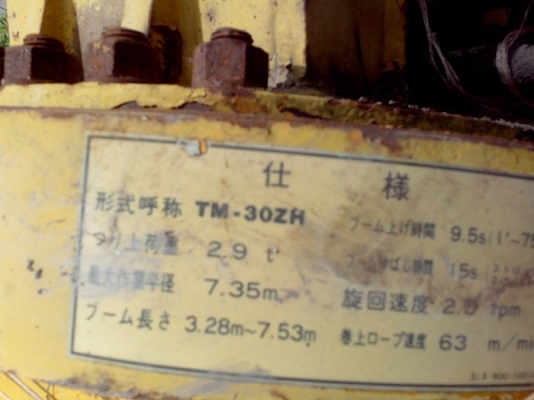 仕様
形式呼称 TM-30ZH
つり上荷重 2.9 t
最大作業半径 7.35m
ブーム長さ 3.28m~7.53m
ブーム上げ時間 9.5s(1°~75
ブーム伸ばし時間 15s
旋回速度 2.0 rpm
巻上ロープ速度 63 m/min